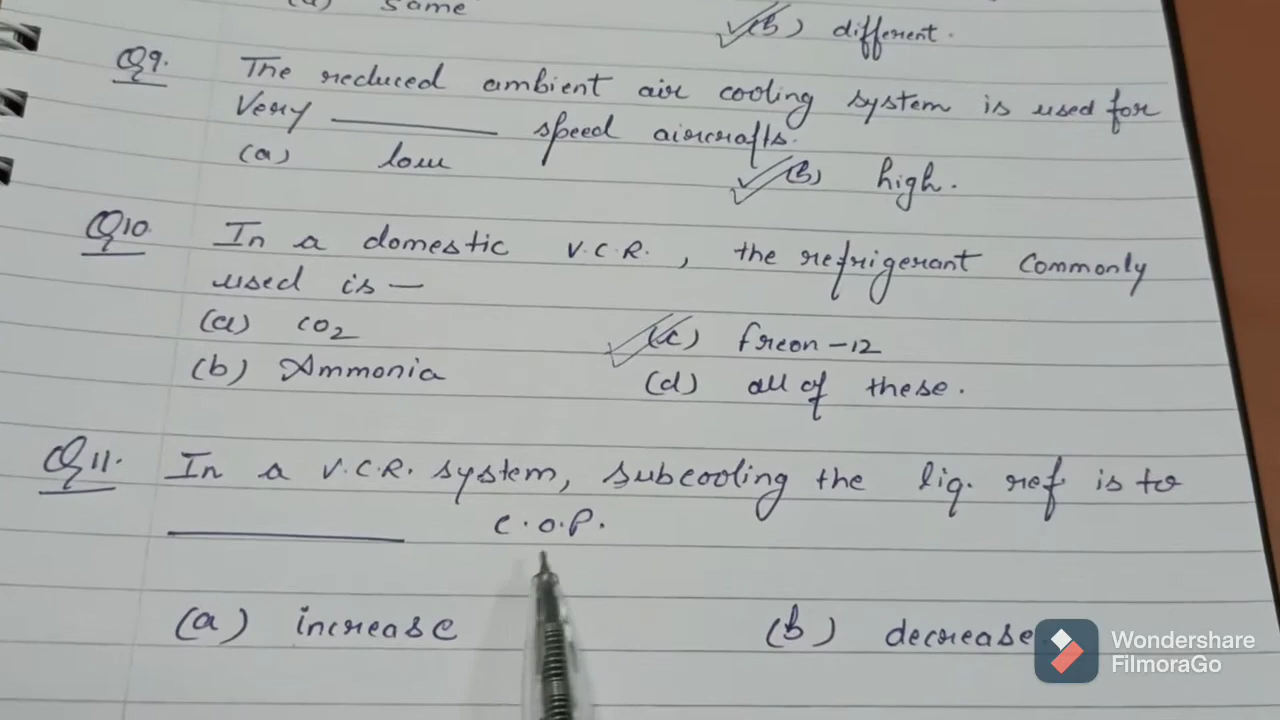 (a) same
(b) different.
Q9. The reduced ambient air cooling system is used for
very ________ speed aircrafts.
(a) low
(b) high.
Q10. In a domestic V.C.R., the refrigerant commonly
used is —
(a) CO2
(c) freon -12
(b) Ammonia
(d) all of these.
Q11. In a V.C.R. system, subcooling the liq. ref. is to
________ C.O.P.
(a) increase
(b) decrease.
Wondershare
FilmoraGo